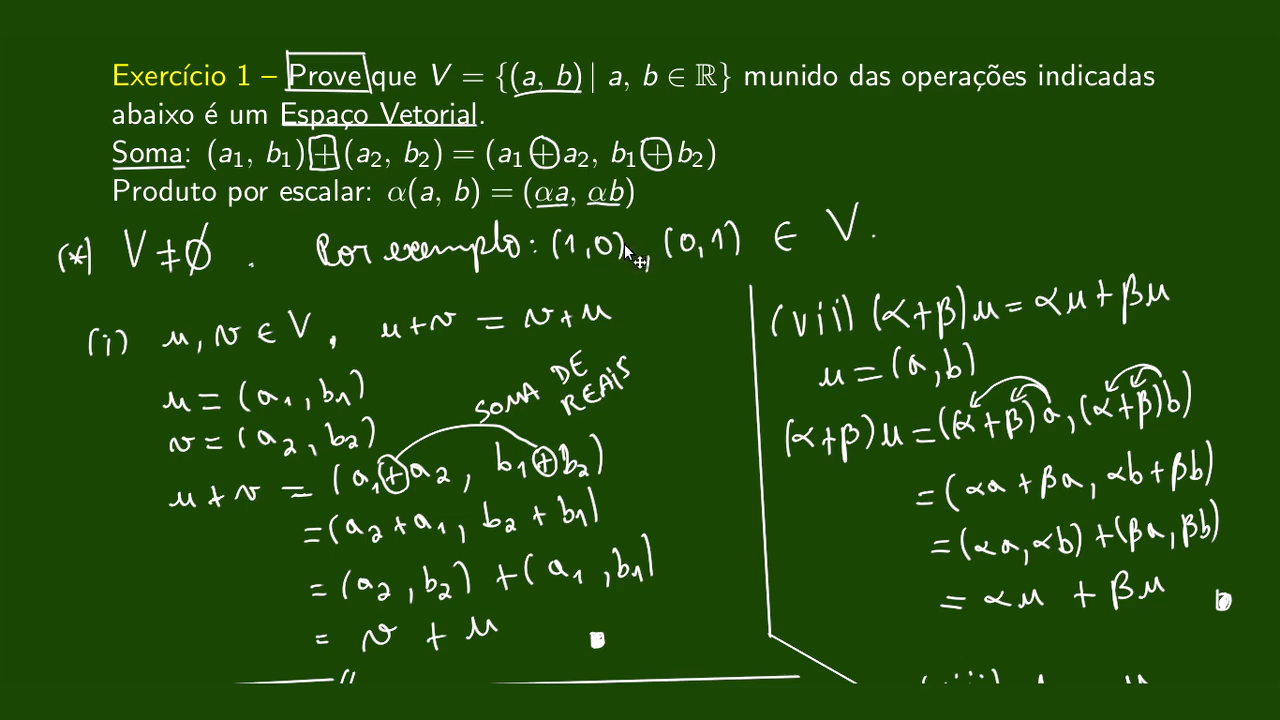 Exercício 1 – Prove que V = {(a, b) | a, b ∈ ℝ} munido das operações indicadas
abaixo é um Espaço Vetorial.
Soma: (a₁, b₁) + (a₂, b₂) = (a₁ + a₂, b₁ + b₂)
Produto por escalar: α(a, b) = (αa, αb)
(*) V ≠ ∅. Por exemplo: (1,0), (0,1) ∈ V.
(i) u, v ∈ V, u+v = v+u
u = (a₁, b₁)
v = (a₂, b₂)
SOMA DE REAIS
u + v = (a₁+a₂, b₁+b₂)
= (a₂+a₁, b₂+b₁)
= (a₂, b₂) + (a₁, b₁)
= v + u
(vii) (α+β)u = αu + βu
u = (a,b)
(α+β)u = ((α+β)a, (α+β)b)
= (αa + βa, αb + βb)
= (αa, αb) + (βa, βb)
= αu + βu